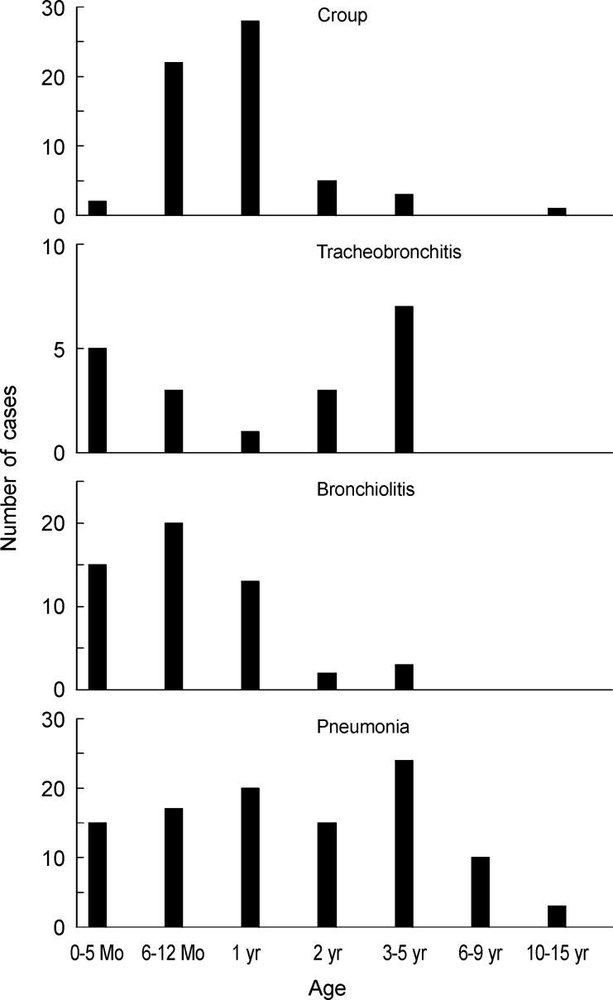 Number of cases
Croup
30
20
10
0
Tracheobronchitis
10
5
0
Bronchiolitis
20
10
0
Pneumonia
30
20
10
0
0-5 Mo 6-12 Mo 1 yr 2 yr 3-5 yr 6-9 yr 10-15 yr
Age